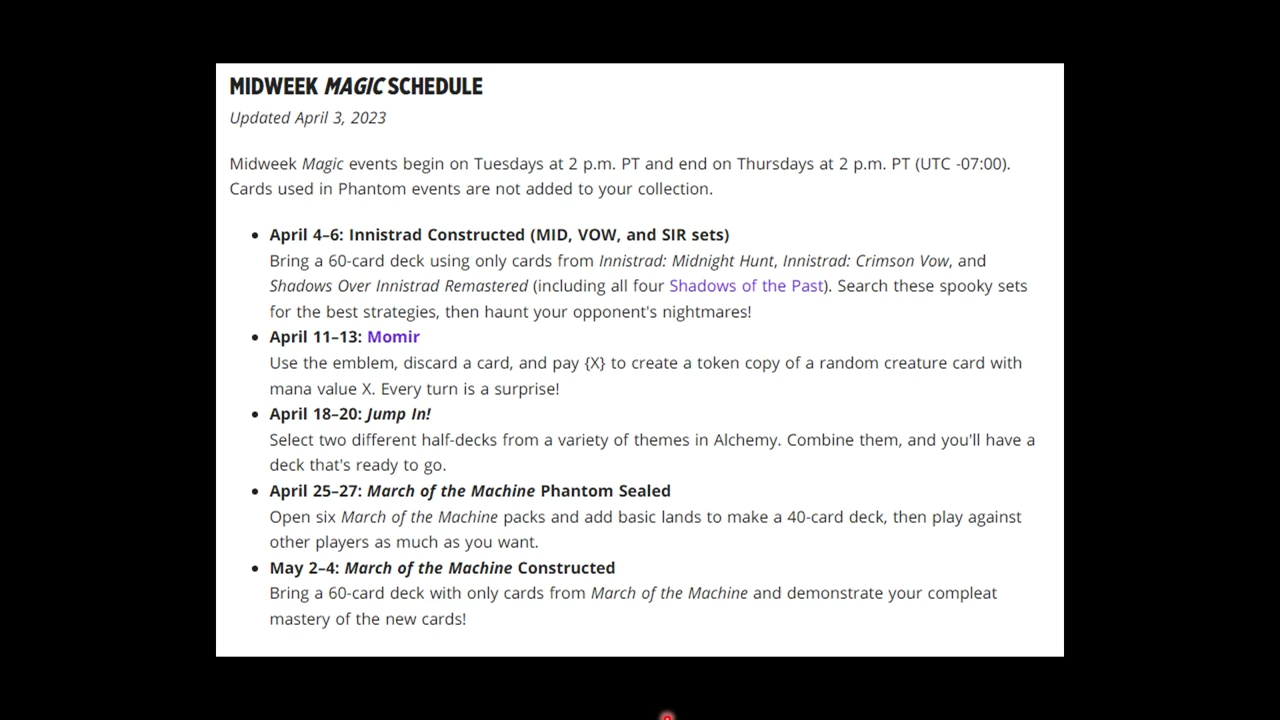 MIDWEEK MAGIC SCHEDULE
Updated April 3, 2023
Midweek Magic events begin on Tuesdays at 2 p.m. PT and end on Thursdays at 2 p.m. PT (UTC -07:00).
Cards used in Phantom events are not added to your collection.
• April 4–6: Innistrad Constructed (MID, VOW, and SIR sets)
Bring a 60-card deck using only cards from Innistrad: Midnight Hunt, Innistrad: Crimson Vow, and
Shadows Over Innistrad Remastered (including all four Shadows of the Past). Search these spooky sets
for the best strategies, then haunt your opponent's nightmares!
• April 11–13: Momir
Use the emblem, discard a card, and pay {X} to create a token copy of a random creature card with
mana value X. Every turn is a surprise!
• April 18–20: Jump In!
Select two different half-decks from a variety of themes in Alchemy. Combine them, and you'll have a
deck that's ready to go.
• April 25–27: March of the Machine Phantom Sealed
Open six March of the Machine packs and add basic lands to make a 40-card deck, then play against
other players as much as you want.
• May 2–4: March of the Machine Constructed
Bring a 60-card deck with only cards from March of the Machine and demonstrate your compleat
mastery of the new cards!